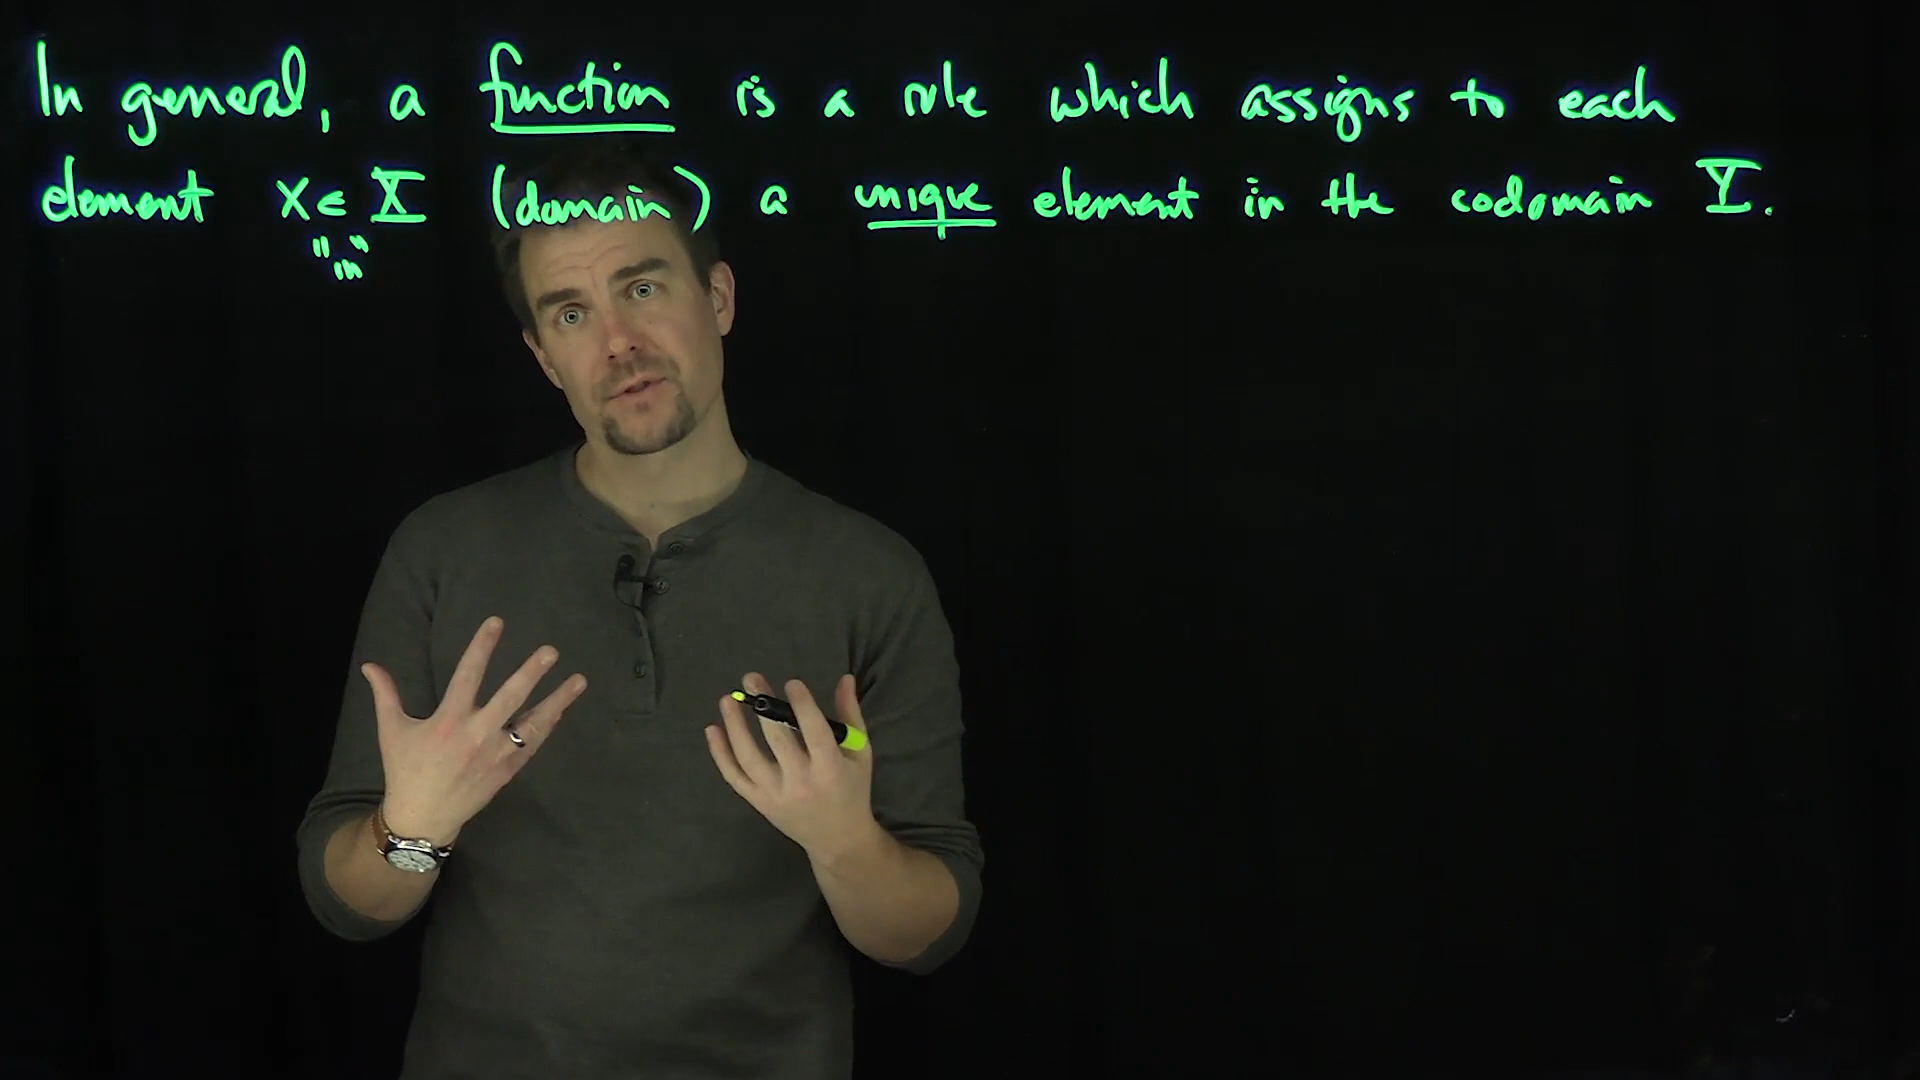 In general, a function is a rule which assigns to each
element x ∈ X (domain) a unique element in the codomain Y.
"in"